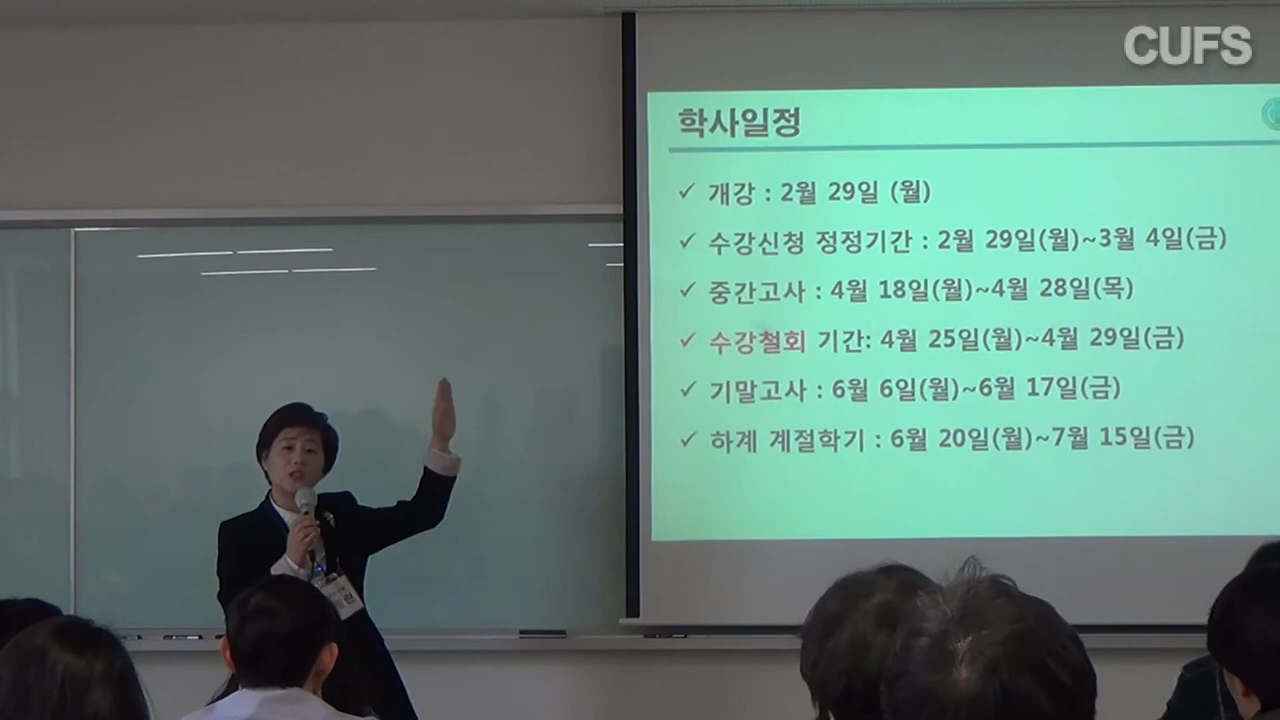 CUFS
학사일정
✓ 개강 : 2월 29일 (월)
✓ 수강신청 정정기간 : 2월 29일(월)~3월 4일(금)
✓ 중간고사 : 4월 18일(월)~4월 28일(목)
✓ 수강철회 기간: 4월 25일(월)~4월 29일(금)
✓ 기말고사 : 6월 6일(월)~6월 17일(금)
✓ 하계 계절학기 : 6월 20일(월)~7월 15일(금)